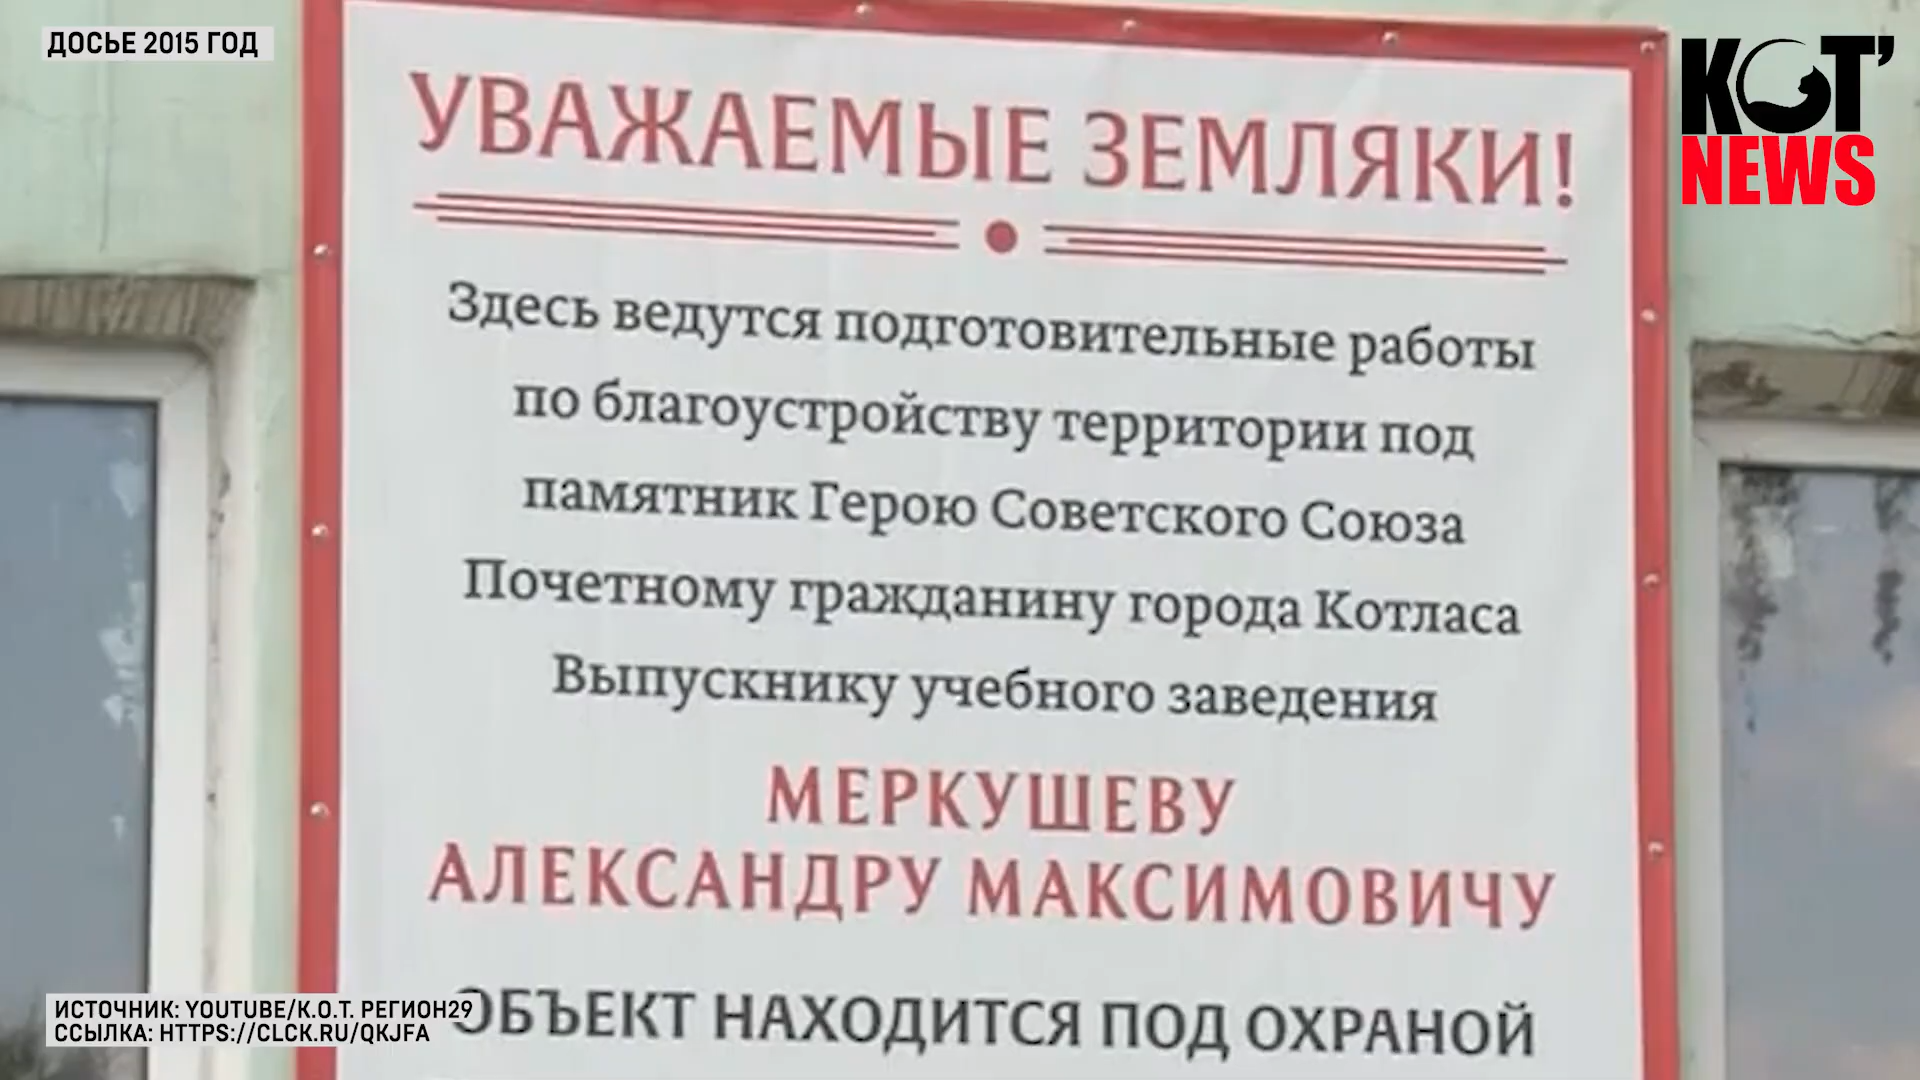 ДОСЬЕ 2015 ГОД
КОТ'
NEWS
УВАЖАЕМЫЕ ЗЕМЛЯКИ!
Здесь ведутся подготовительные работы
по благоустройству территории под
памятник Герою Советского Союза
Почетному гражданину города Котласа
Выпускнику учебного заведения
МЕРКУШЕВУ
АЛЕКСАНДРУ МАКСИМОВИЧУ
ОБЪЕКТ НАХОДИТСЯ ПОД ОХРАНОЙ
ИСТОЧНИК: YOUTUBE/К.О.Т. РЕГИОН29
ССЫЛКА: HTTPS://CLCK.RU/QKJFA